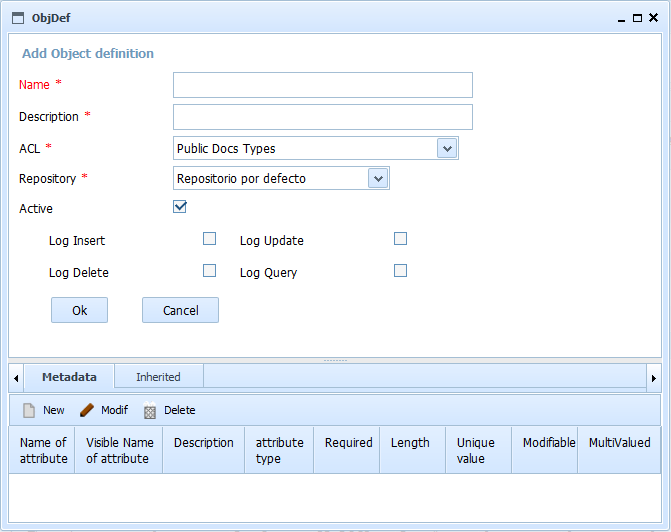 ObjDef
Add Object definition
Name *
Description *
ACL * Public Docs Types
Repository * Repositorio por defecto
Active
Log Insert Log Update
Log Delete Log Query
Ok Cancel
Metadata Inherited
New Modif Delete
Name of attribute Visible Name of attribute Description attribute type Required Length Unique value Modifiable MultiValued